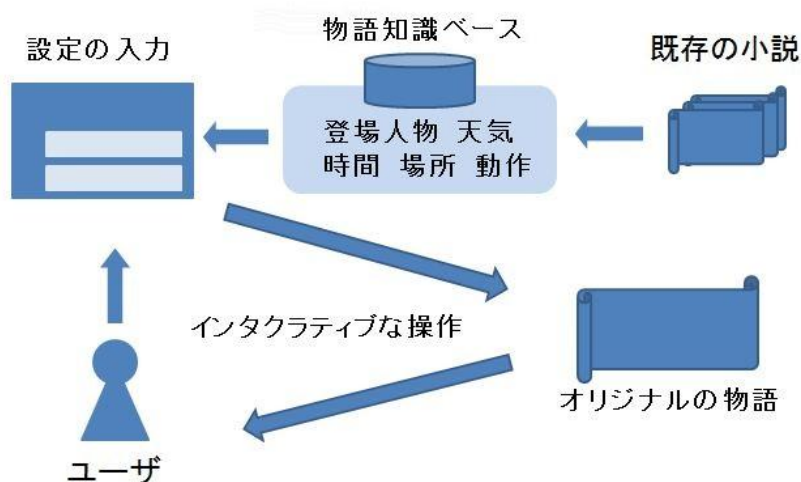 設定の入力
物語知識ベース
既存の小説
登場人物 天気
時間 場所 動作
インタクラティブな操作
オリジナルの物語
ユーザ